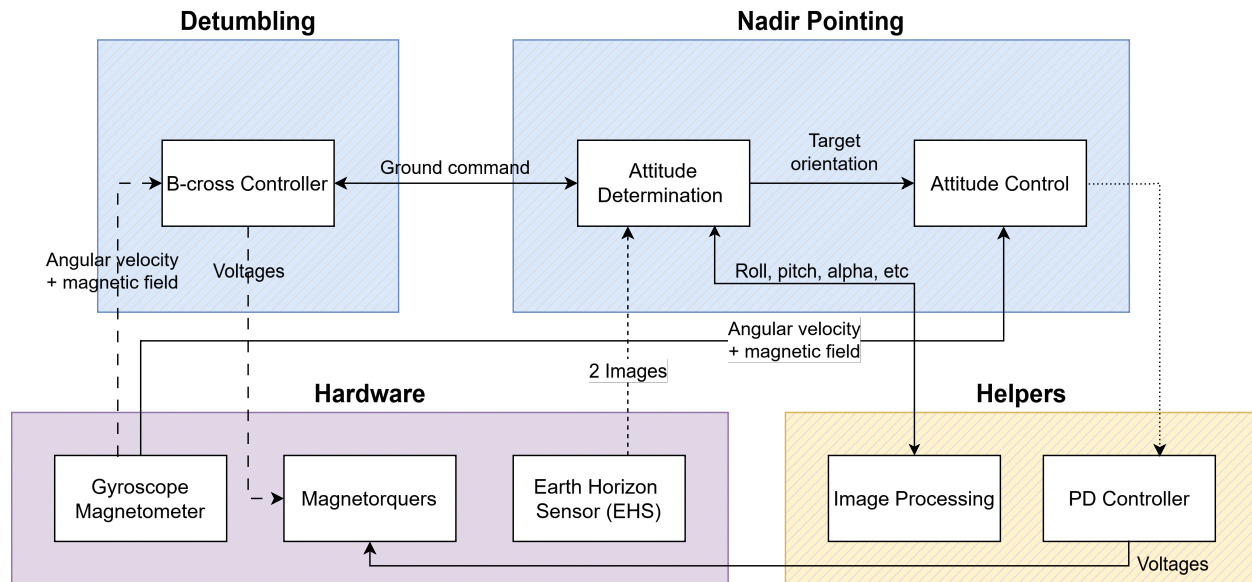 Detumbling
Nadir Pointing
B-cross Controller
Ground command
Attitude
Determination
Target
orientation
Attitude Control
Angular velocity
+ magnetic field
Voltages
Roll, pitch, alpha, etc
Angular velocity
+ magnetic field
2 Images
Hardware
Helpers
Gyroscope
Magnetometer
Magnetorquers
Earth Horizon
Sensor (EHS)
Image Processing
PD Controller
Voltages